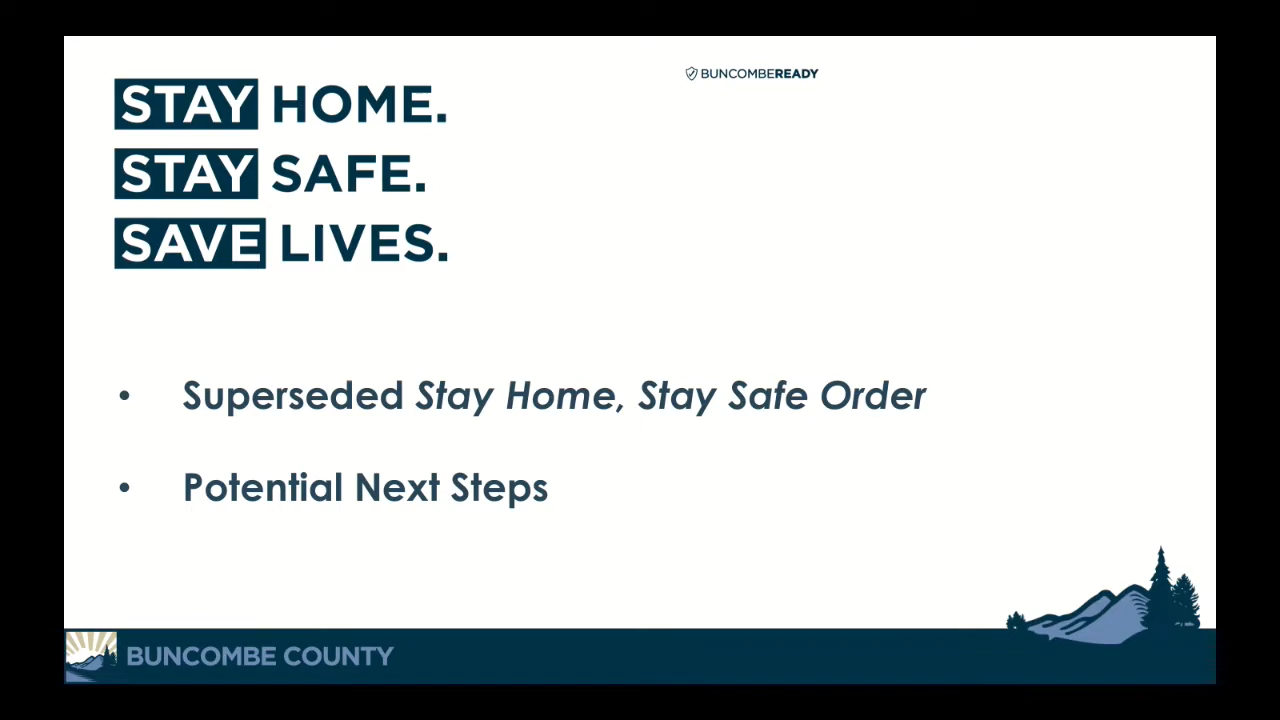 BUNCOMBEREADY
STAY HOME.
STAY SAFE.
SAVE LIVES.
• Superseded Stay Home, Stay Safe Order
• Potential Next Steps
BUNCOMBE COUNTY